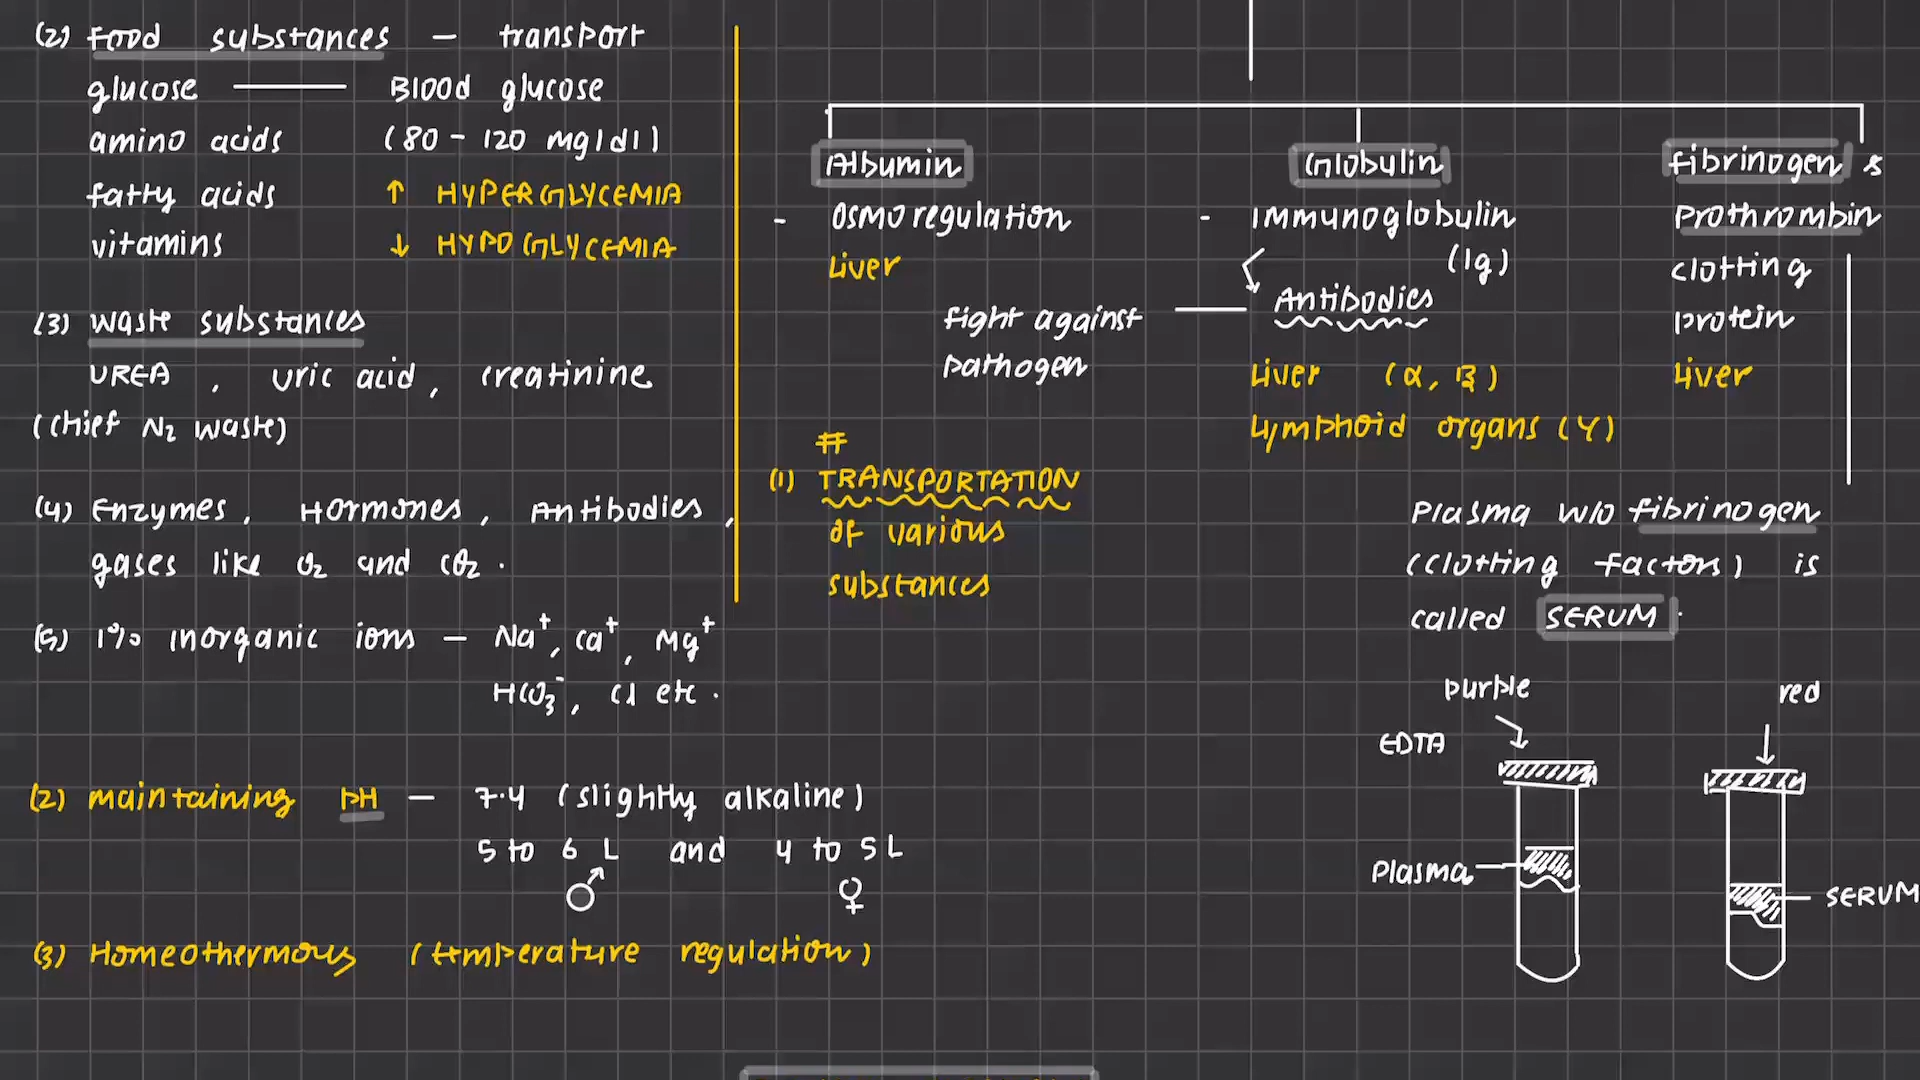 (2) Food substances - transport
glucose — Blood glucose
amino acids (80 - 120 mg/dl)
fatty acids ↑ HYPERGLYCEMIA
vitamins ↓ HYPOGLYCEMIA
(3) waste substances
UREA, uric acid, creatinine
(chief N₂ waste)
(4) Enzymes, Hormones, Antibodies,
gases like O₂ and CO₂.
(5) 1% inorganic ions - Na⁺, Ca⁺, Mg⁺
HCO₃⁻, Cl etc.
Albumin
- Osmoregulation
Liver
Globulin
- Immunoglobulin
(Ig)
Antibodies
fight against
pathogen
Liver (α, β)
Lymphoid organs (γ)
fibrinogen &
Prothrombin
clotting
protein
Liver
#
(1) TRANSPORTATION
of various
substances
Plasma w/o fibrinogen
(clotting factors) is
called SERUM.
purple
EDTA
Plasma
red
SERUM
(2) maintaining pH - 7.4 (slightly alkaline)
5 to 6 L and 4 to 5 L
♂ ♀
(3) Homeothermous (temperature regulation)